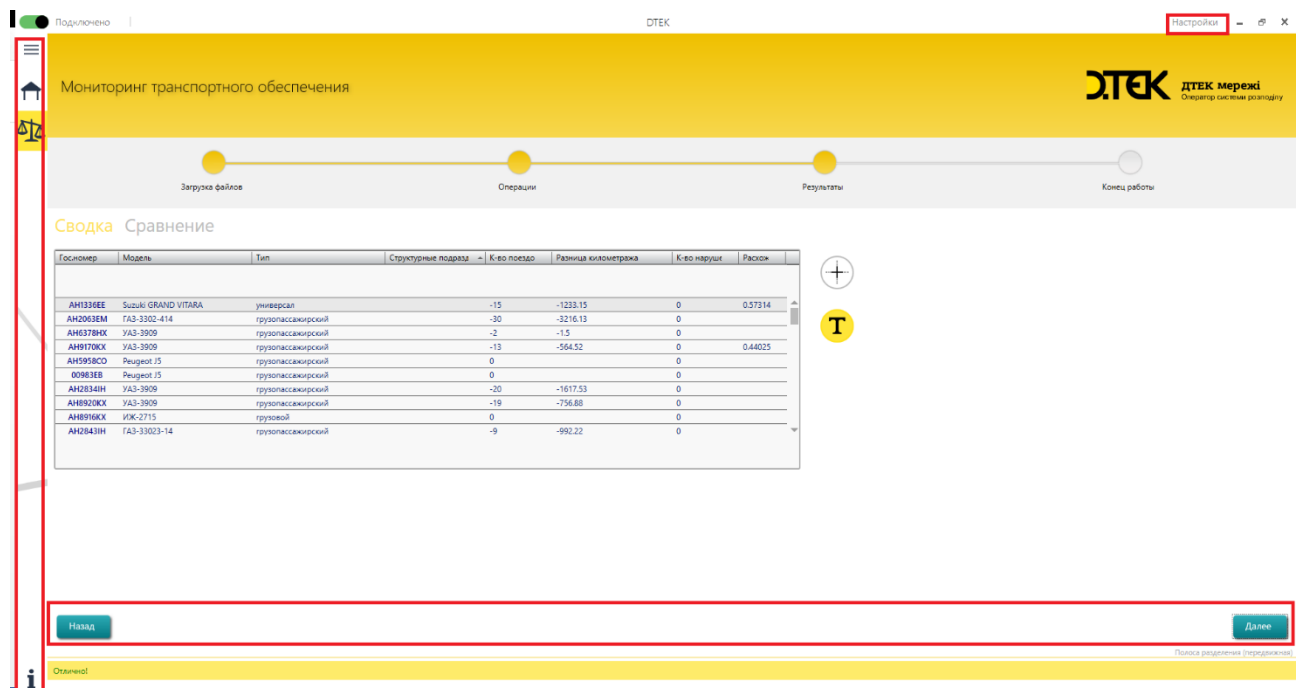 Подключено DTEK Настройки
Мониторинг транспортного обеспечения
ДТЕК ДТЕК мережі
Оператор системи розподілу
Загрузка файлов Операции Результаты Конец работы
Сводка Сравнение
Гос.номер Модель Тип Структурные подразд К-во поездо Разница километража К-во наруше Расхож
AH1336EE Suzuki GRAND VITARA универсал -15 -1233.15 0 0.57314
AH2063EM ГАЗ-3302-414 грузопассажирский -30 -3216.13 0
AH6378HX УАЗ-3909 грузопассажирский -2 -1.5 0
AH9170KX УАЗ-3909 грузопассажирский -13 -564.52 0 0.44025
AH5958CO Peugeot J5 грузопассажирский 0 0
00983EB Peugeot J5 грузопассажирский 0 0
AH2834IH УАЗ-3909 грузопассажирский -20 -1617.53 0
AH8920KX УАЗ-3909 грузопассажирский -19 -756.88 0
AH8916KX ИЖ-2715 грузовой 0 0
AH2843IH ГАЗ-33023-14 грузопассажирский -9 -992.22 0
T
Назад Далее
Полоса разделения (передвижная)
Отлично!
i